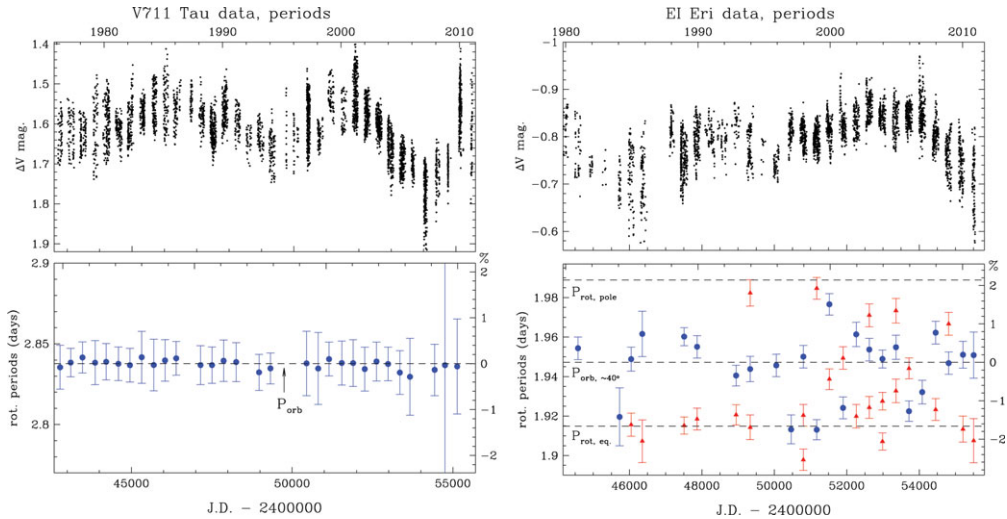 V711 Tau data, periods
1980 1990 2000 2010
1.4
1.5
1.6
1.7
1.8
1.9
ΔV mag.
2.9
2.85
2.8
rot. periods (days)
%
2
1
0
-1
-2
P_orb
45000 50000 55000
J.D. - 2400000
EI Eri data, periods
1980 1988 1990 1998 2000 2010
-1
-0.9
-0.8
-0.7
-0.6
ΔV mag.
1.98
1.96
1.94
1.92
1.9
rot. periods (days)
%
2
1
0
-1
-2
P_rot, pole
P_orb, ~40°
P_rot, eq.
46000 48000 50000 52000 54000
J.D. - 2400000